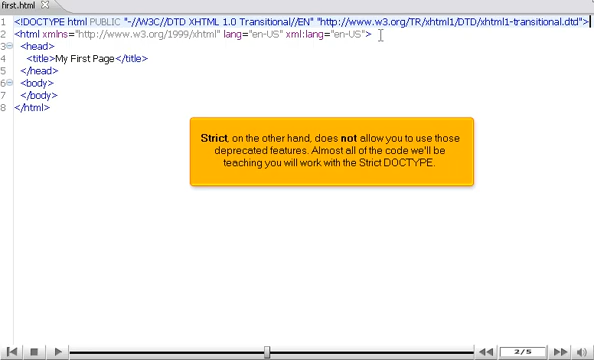 first.html
1 <!DOCTYPE html PUBLIC "-//W3C//DTD XHTML 1.0 Transitional//EN" "http://www.w3.org/TR/xhtml1/DTD/xhtml1-transitional.dtd">
2 <html xmlns="http://www.w3.org/1999/xhtml" lang="en-US" xml:lang="en-US">
3 <head>
4 <title>My First Page</title>
5 </head>
6 <body>
7 </body>
8 </html>
Strict, on the other hand, does not allow you to use those
deprecated features. Almost all of the code we'll be
teaching you will work with the Strict DOCTYPE.
2/5